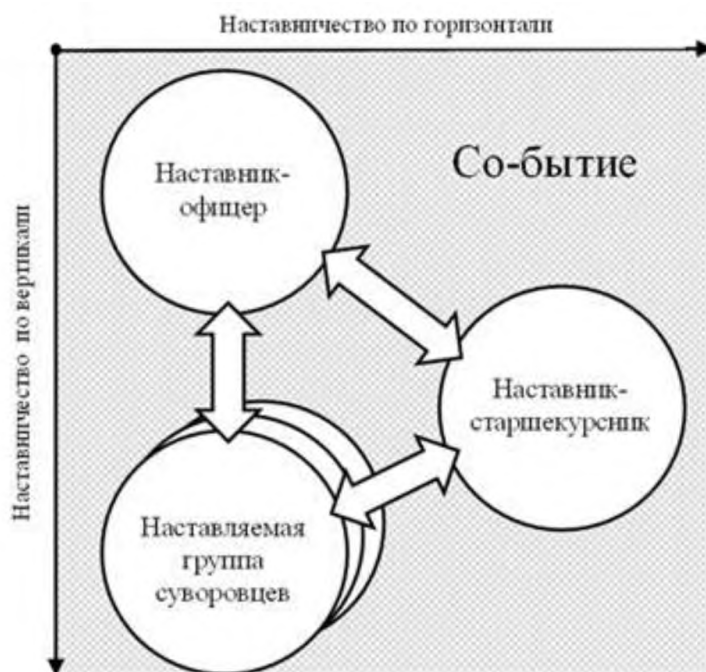 Наставничество по горизонтали
Наставничество по вертикали
Со-бытие
Наставник-
офицер
Наставник-
старшекурсник
Наставляемая
группа
суворовцев